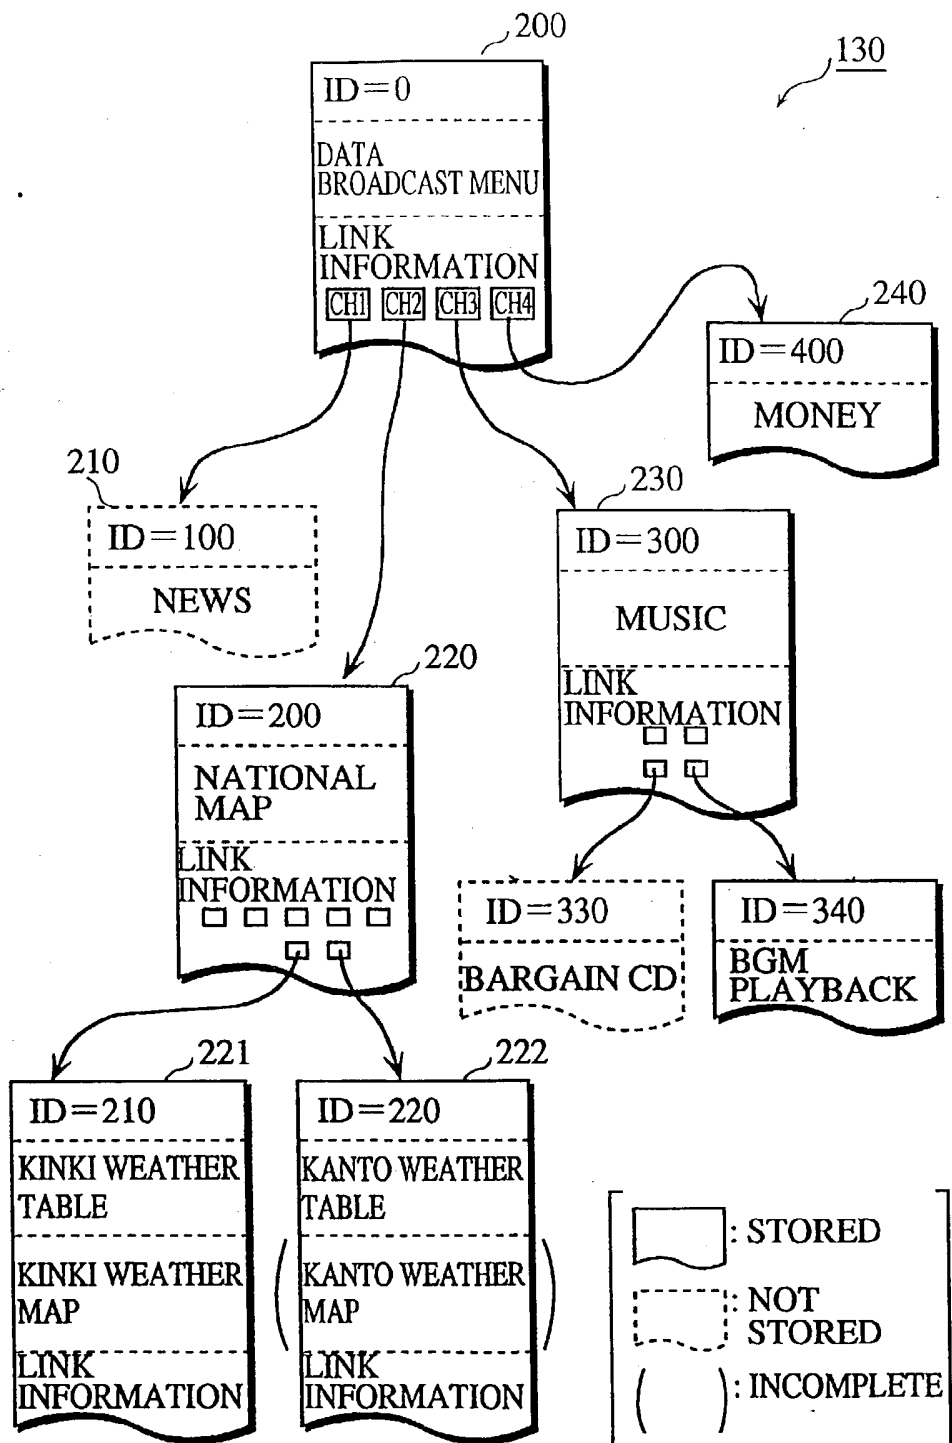 200
130
ID=0
DATA
BROADCAST MENU
LINK
INFORMATION
CH1 CH2 CH3 CH4
240
ID=400
MONEY
210
ID=100
NEWS
230
ID=300
MUSIC
LINK
INFORMATION
220
ID=200
NATIONAL
MAP
LINK
INFORMATION
ID=330
BARGAIN CD
ID=340
BGM
PLAYBACK
221
ID=210
KINKI WEATHER
TABLE
KINKI WEATHER
MAP
LINK
INFORMATION
222
ID=220
KANTO WEATHER
TABLE
KANTO WEATHER
MAP
LINK
INFORMATION
: STORED
: NOT
STORED
: INCOMPLETE